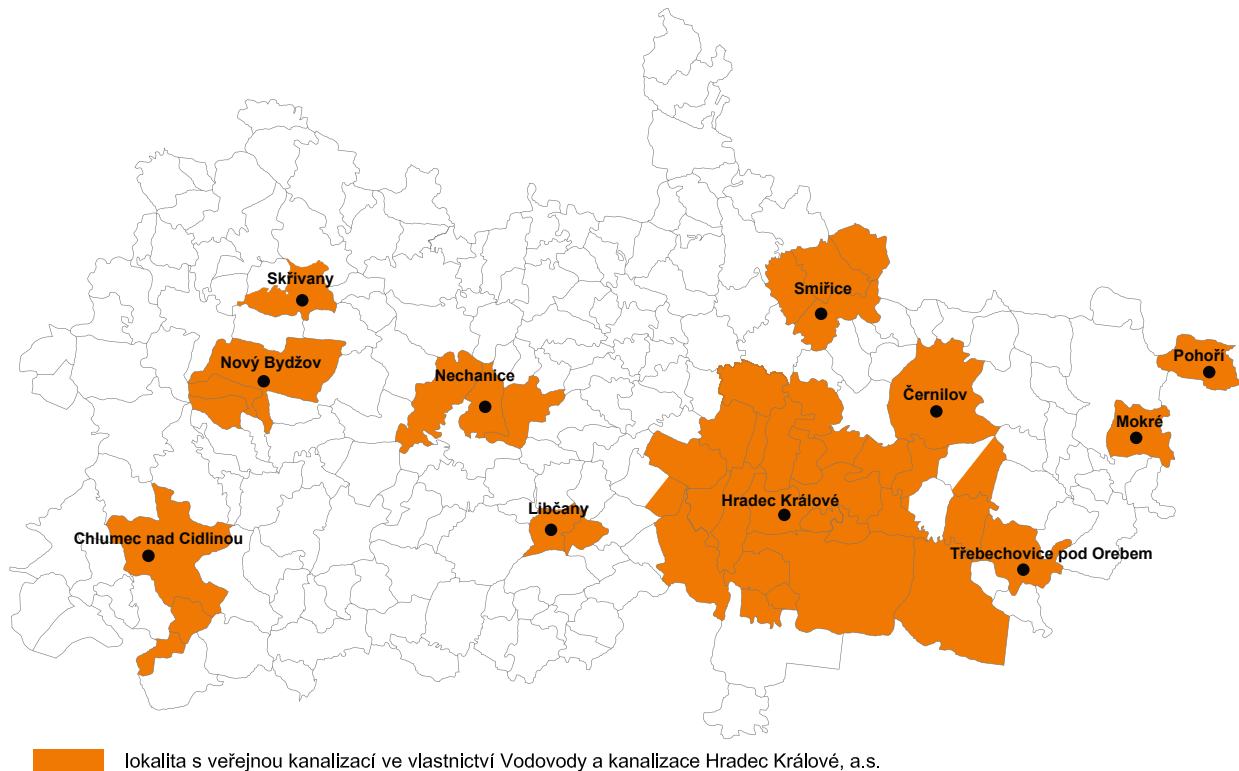 Skřivany
Smiřice
Nový Bydžov
Nechanice
Pohoří
Černilov
Mokré
Hradec Králové
Libčany
Chlumec nad Cidlinou
Třebechovice pod Orebem
lokalita s veřejnou kanalizací ve vlastnictví Vodovody a kanalizace Hradec Králové, a.s.